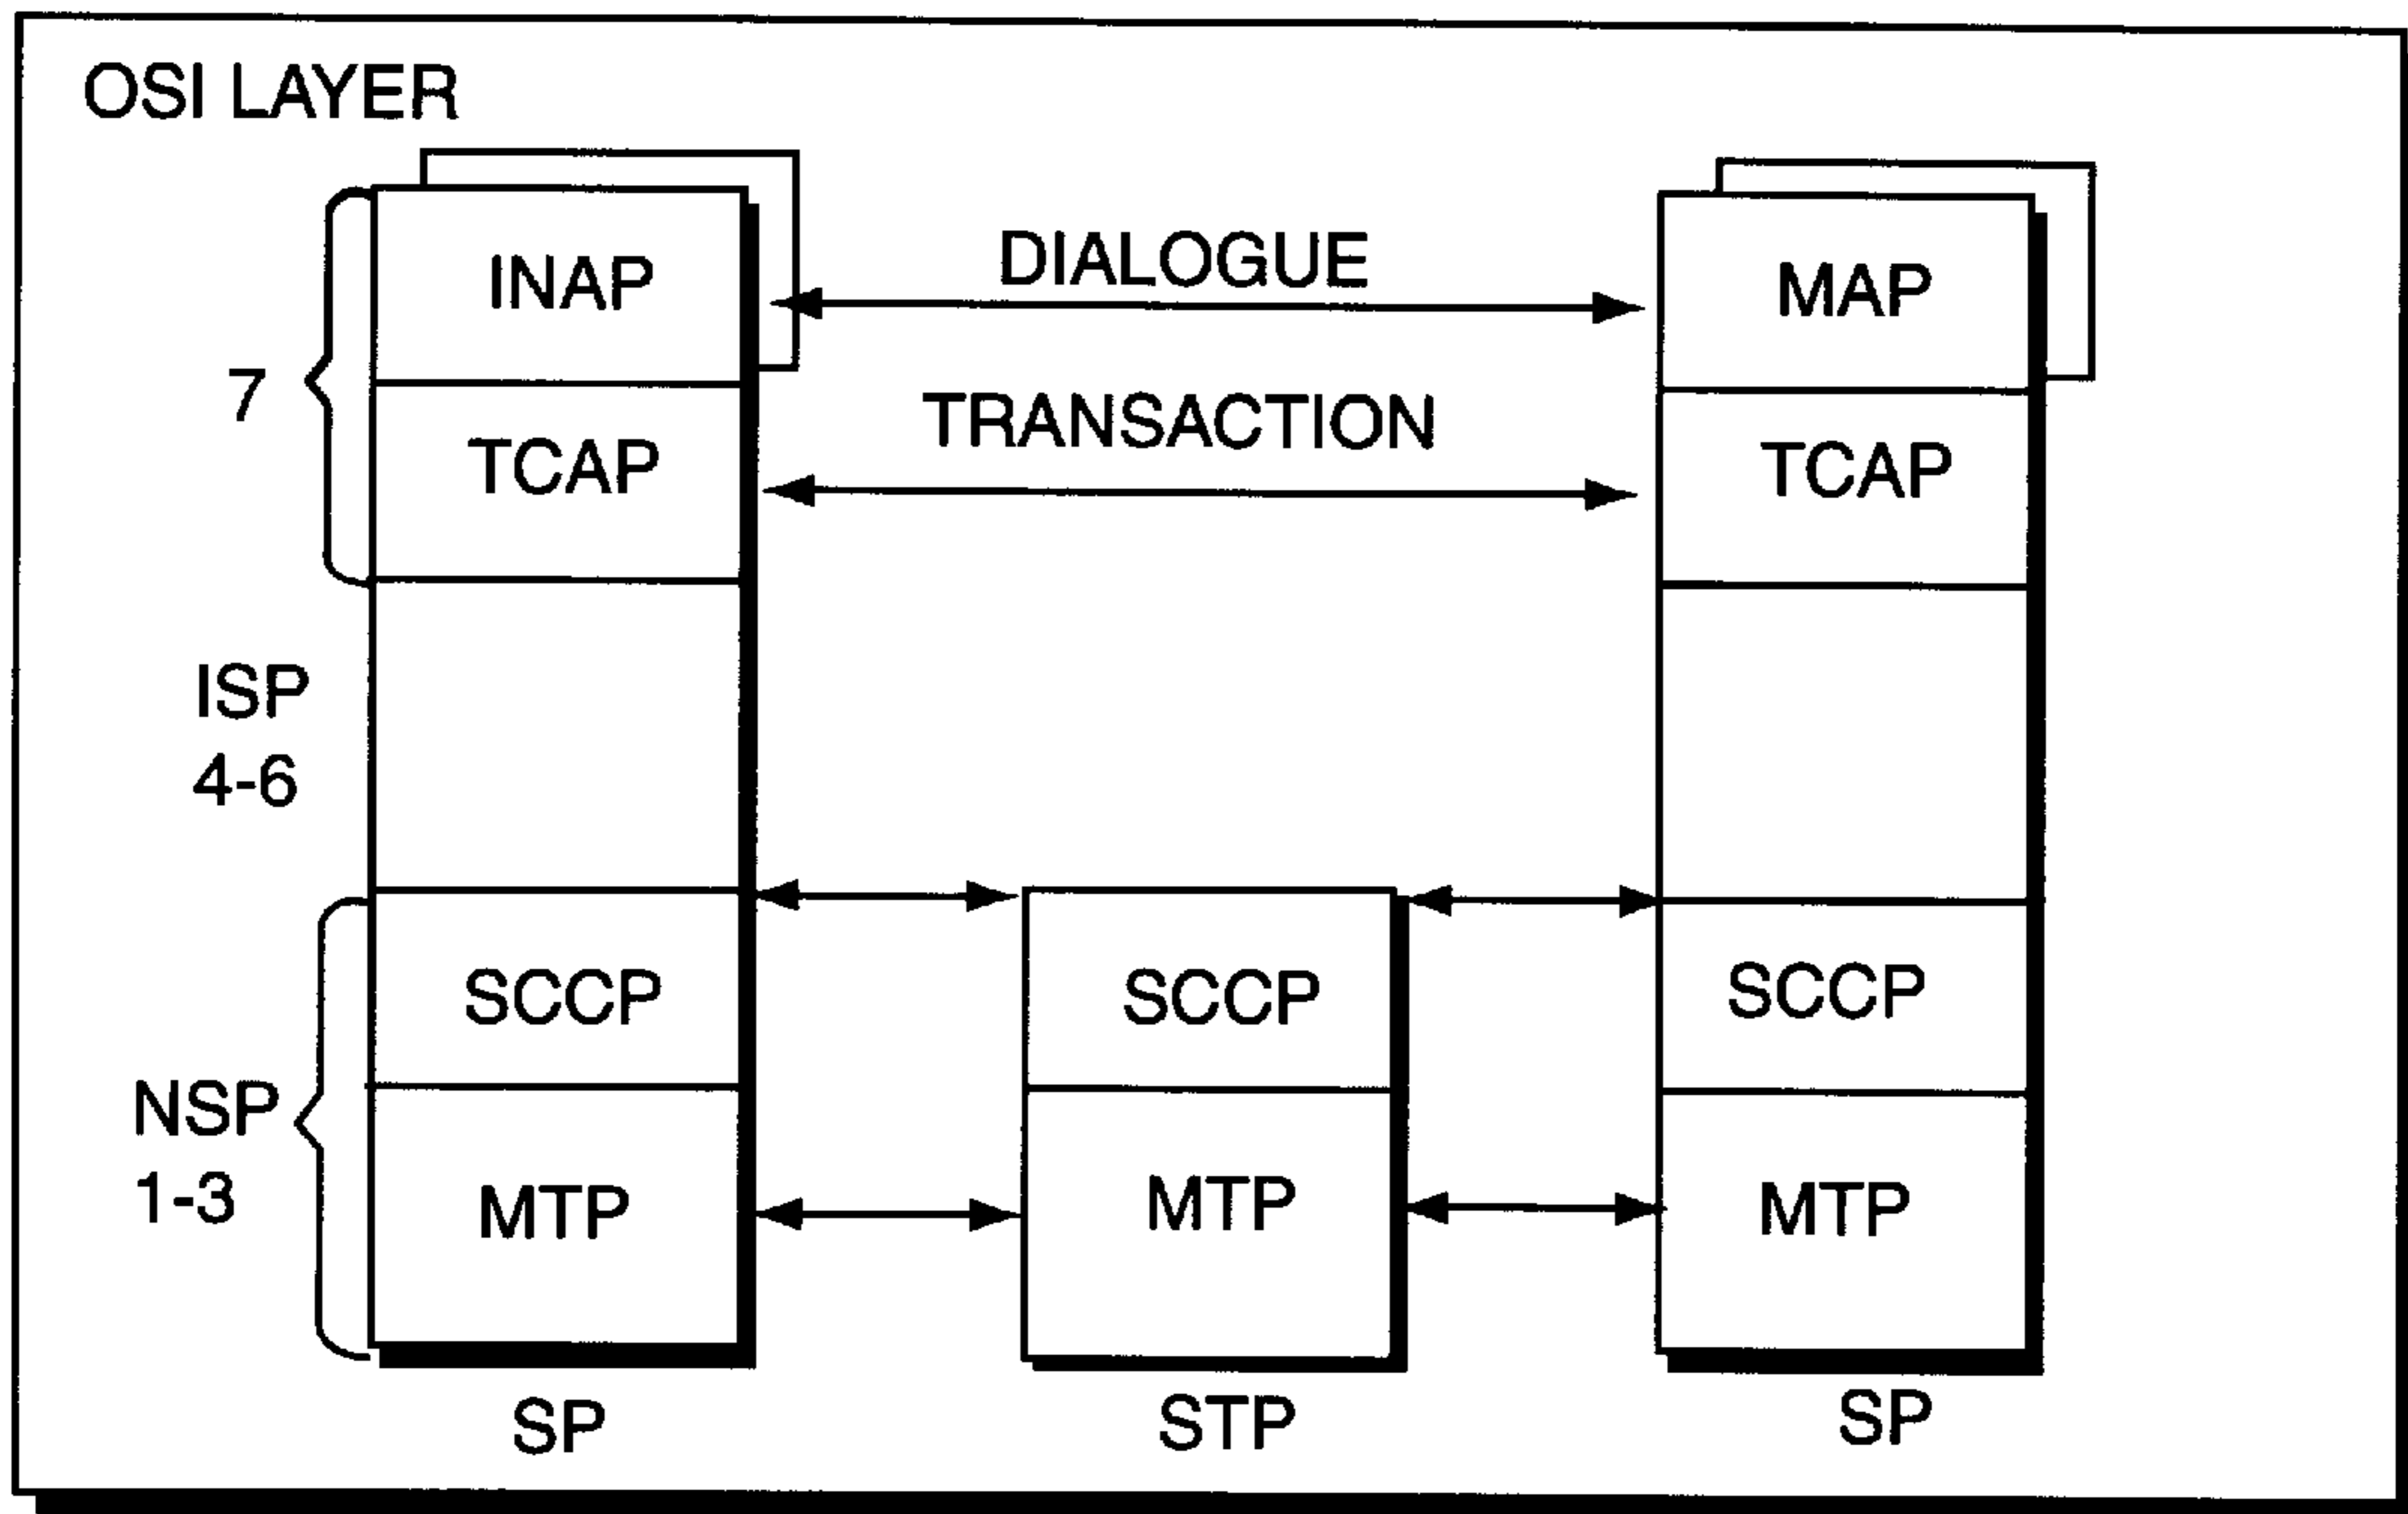 OSI LAYER
INAP
DIALOGUE
MAP
7
TCAP
TRANSACTION
TCAP
ISP
4-6
SCCP
SCCP
SCCP
NSP
1-3
MTP
MTP
MTP
SP
STP
SP